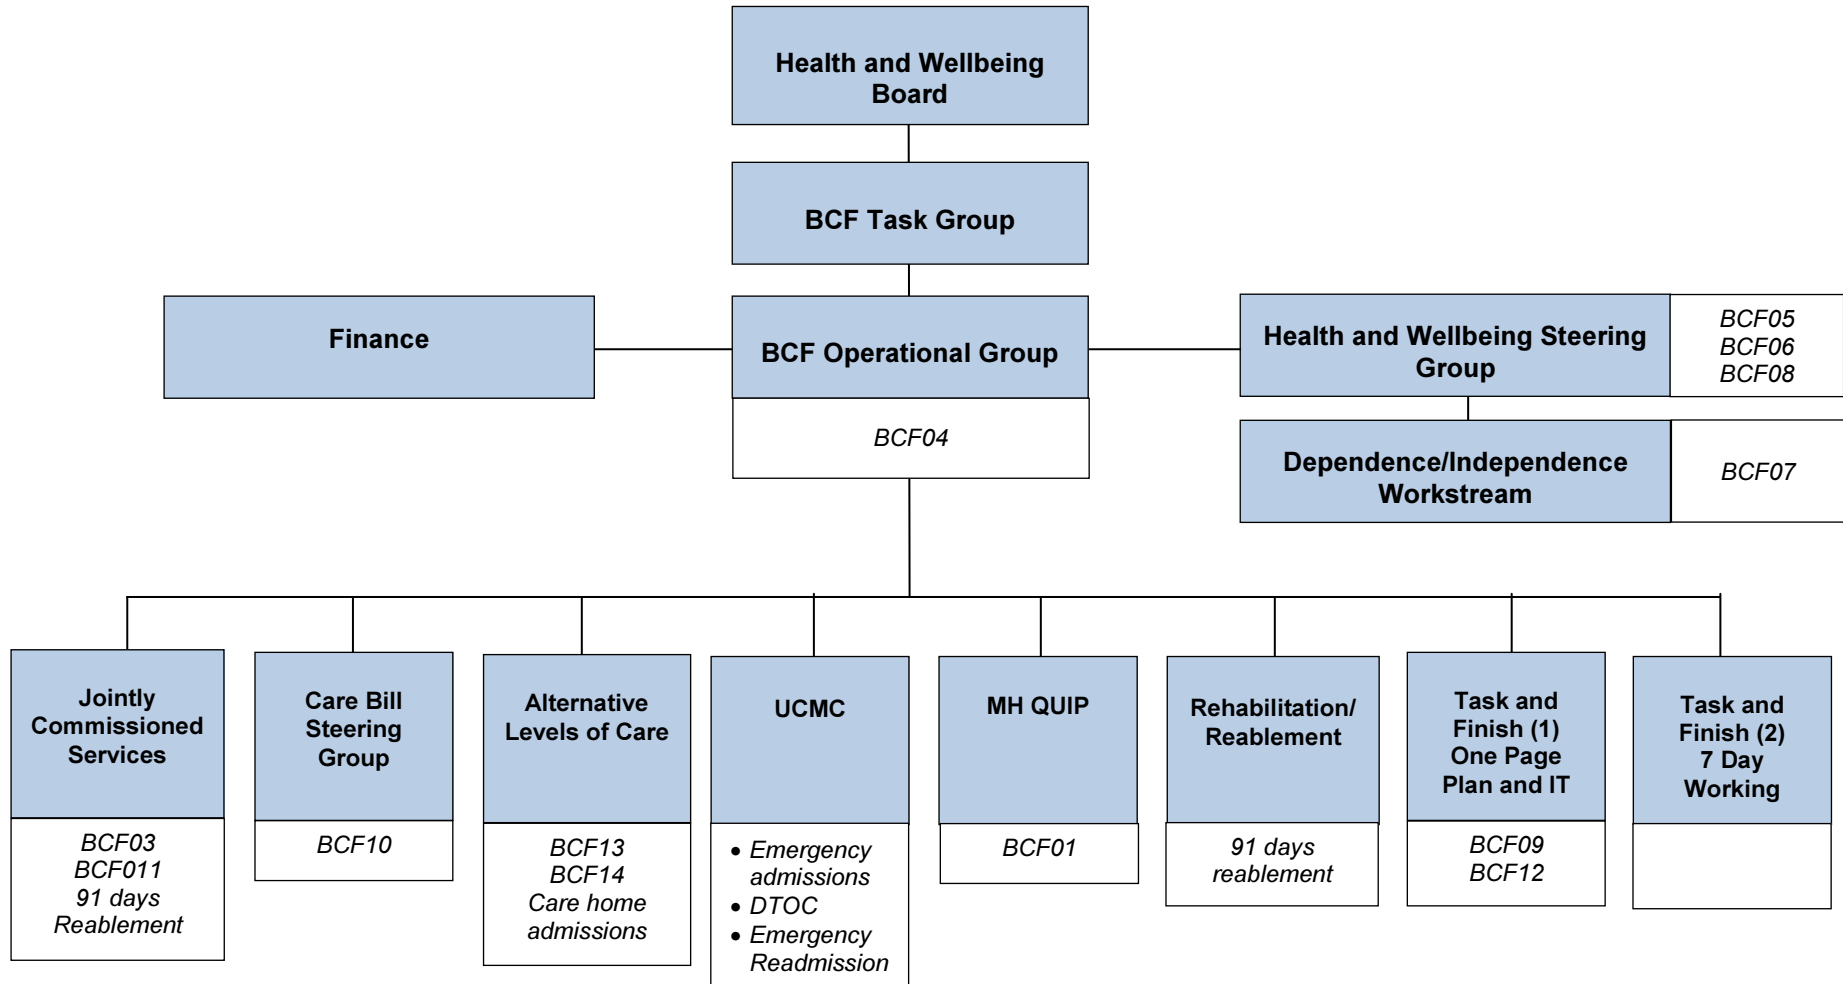 Health and Wellbeing
Board
BCF Task Group
Finance
BCF Operational Group
BCF04
Health and Wellbeing Steering
Group
BCF05
BCF06
BCF08
Dependence/Independence
Workstream
BCF07
Jointly
Commissioned
Services
BCF03
BCF011
91 days
Reablement
Care Bill
Steering
Group
BCF10
Alternative
Levels of Care
BCF13
BCF14
Care home
admissions
UCMC
• Emergency
admissions
• DTOC
• Emergency
Readmission
MH QUIP
BCF01
Rehabilitation/
Reablement
91 days
reablement
Task and
Finish (1)
One Page
Plan and IT
BCF09
BCF12
Task and
Finish (2)
7 Day
Working